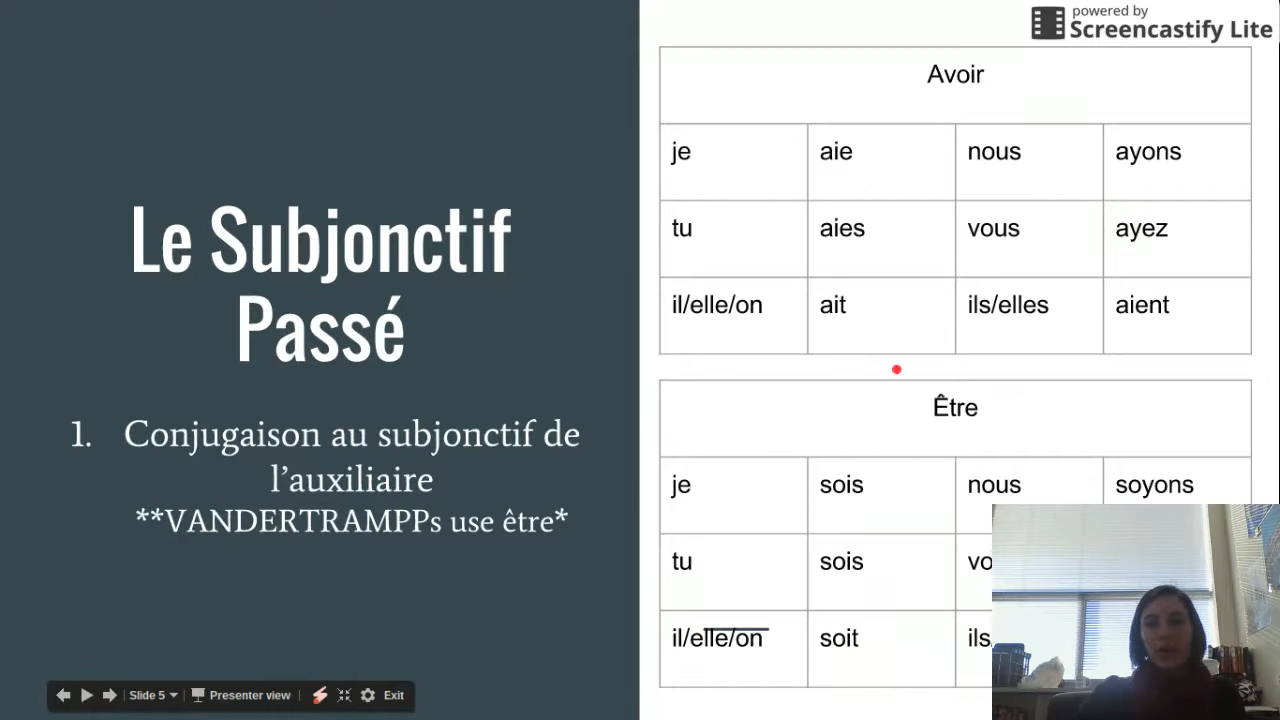 powered by
Screencastify Lite
Le Subjonctif
Passé
1. Conjugaison au subjonctif de
l’auxiliaire
**VANDERTRAMPPs use être*
Avoir
je aie nous ayons
tu aies vous ayez
il/elle/on ait ils/elles aient
Être
je sois nous soyons
tu sois
il/elle/on soit
Slide 5 Presenter view Exit